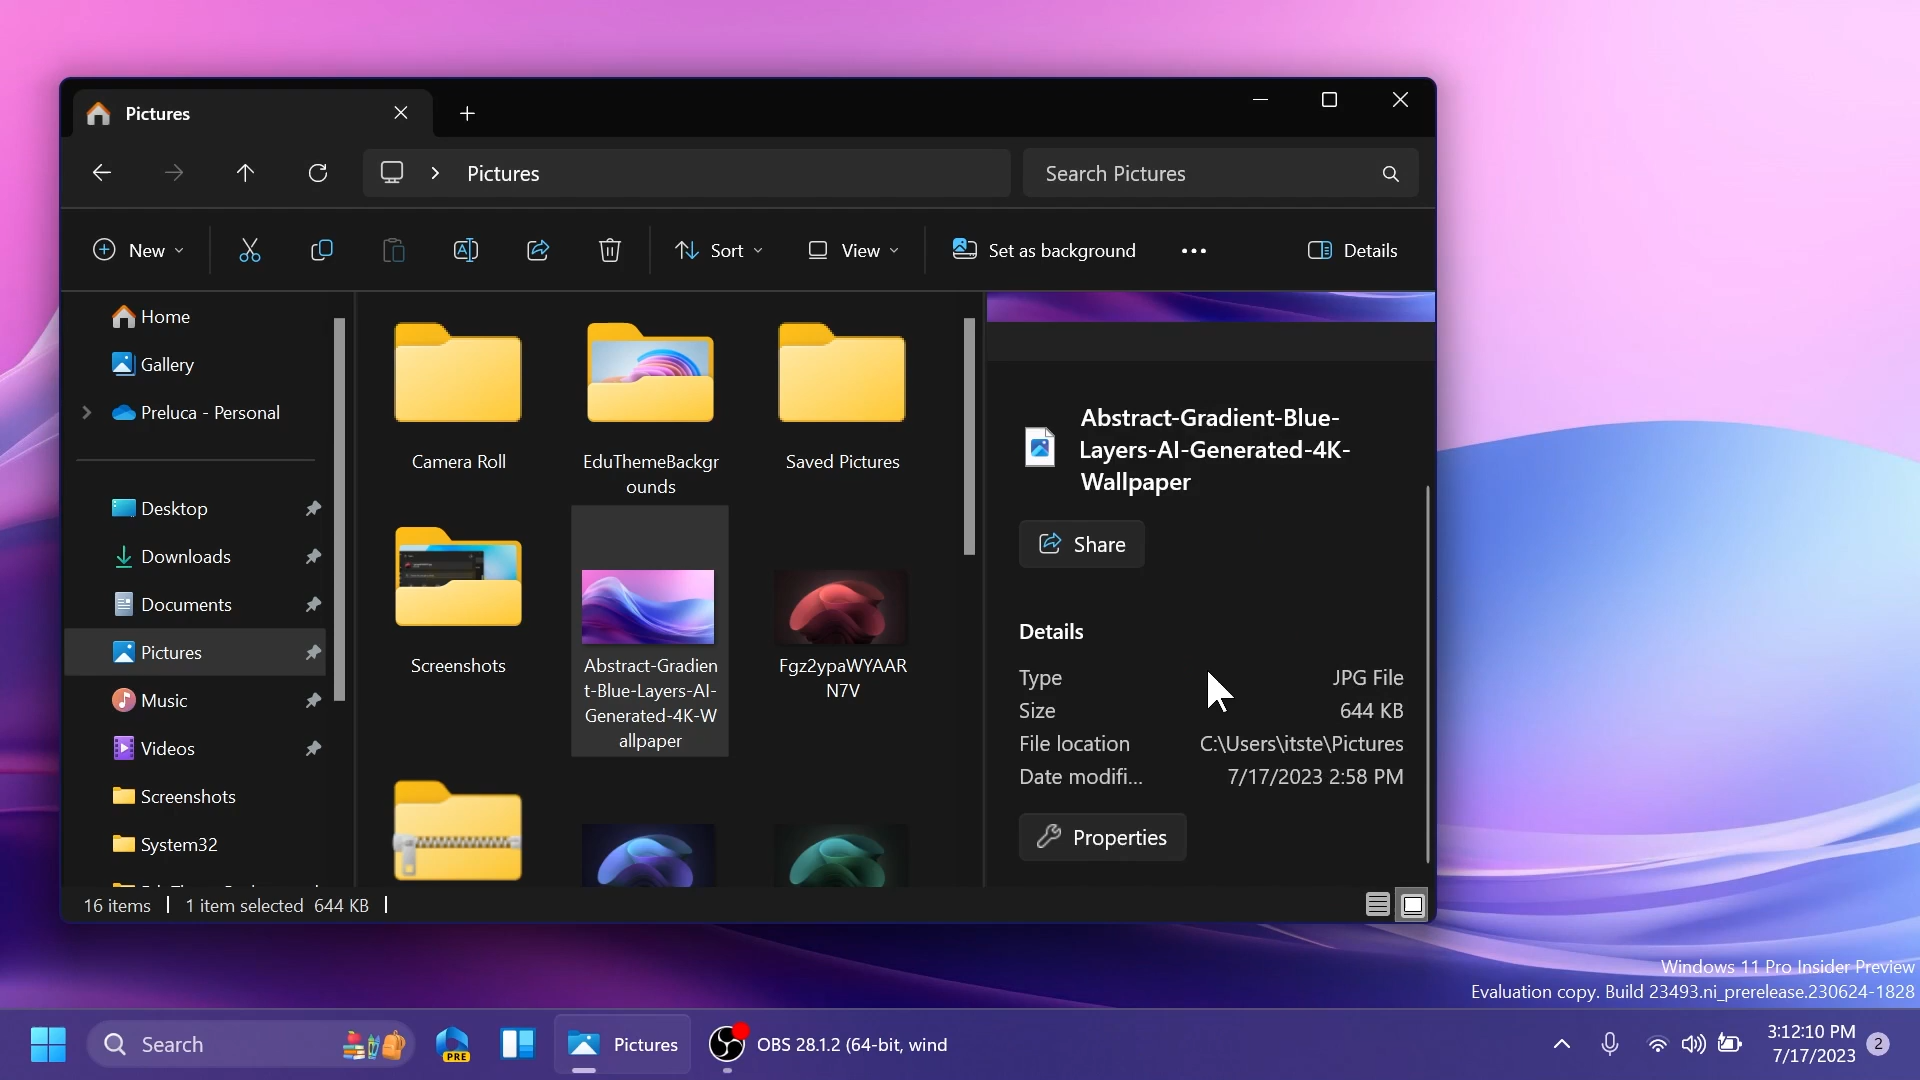 Pictures
Pictures
Search Pictures
New
Sort
View
Set as background
Details
Home
Gallery
Preluca - Personal
Desktop
Downloads
Documents
Pictures
Music
Videos
Screenshots
System32
Camera Roll
EduThemeBackgr
ounds
Saved Pictures
Screenshots
Abstract-Gradien
t-Blue-Layers-AI-
Generated-4K-W
allpaper
Fgz2ypaWYAAR
N7V
Abstract-Gradient-Blue-
Layers-AI-Generated-4K-
Wallpaper
Share
Details
Type JPG File
Size 644 KB
File location C:\Users\itste\Pictures
Date modifi... 7/17/2023 2:58 PM
Properties
16 items 1 item selected 644 KB
Windows 11 Pro Insider Preview
Evaluation copy. Build 23493.ni_prerelease.230624-1828
Search
PRE
Pictures
OBS 28.1.2 (64-bit, wind
3:12:10 PM
7/17/2023
2